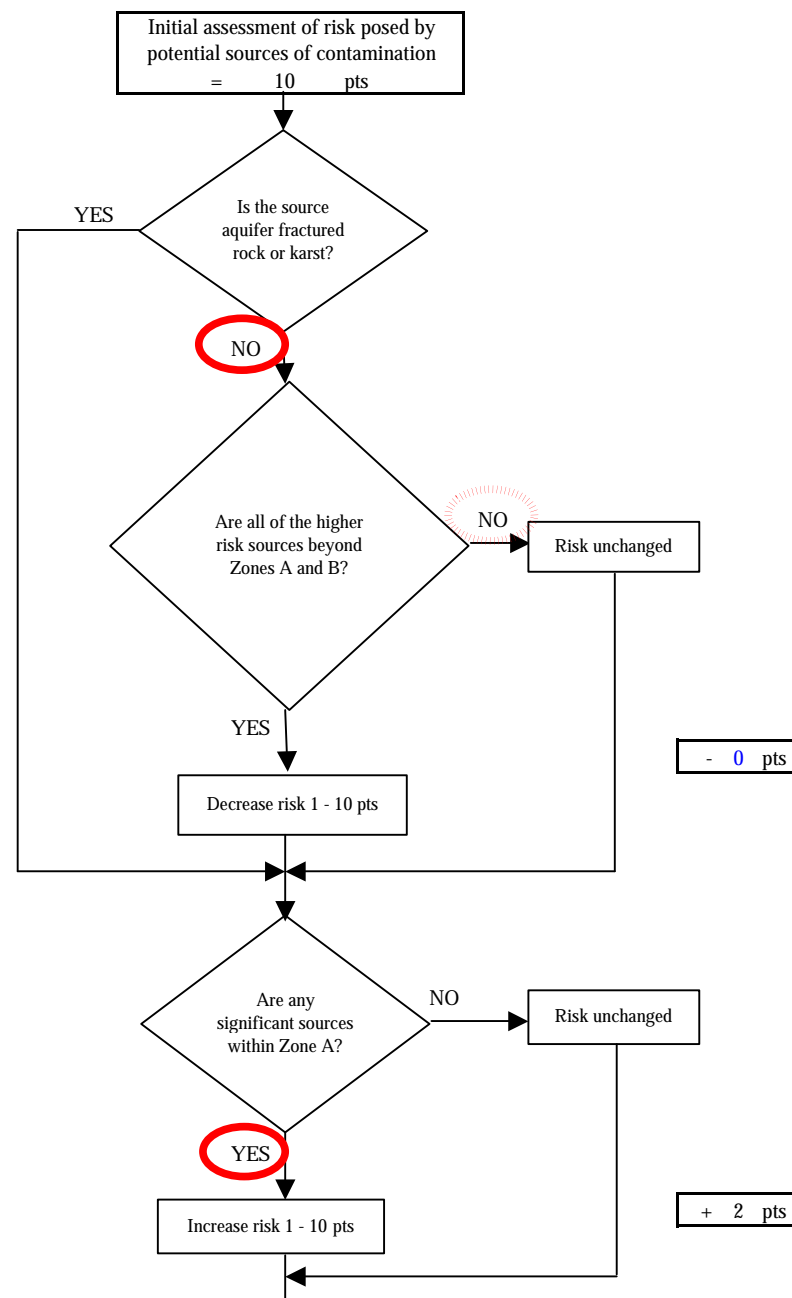 Initial assessment of risk posed by
potential sources of contamination
= 10 pts
YES
Is the source
aquifer fractured
rock or karst?
NO
Are all of the higher
risk sources beyond
Zones A and B?
NO
Risk unchanged
YES
- 0 pts
Decrease risk 1 - 10 pts
Are any
significant sources
within Zone A?
NO
Risk unchanged
YES
+ 2 pts
Increase risk 1 - 10 pts